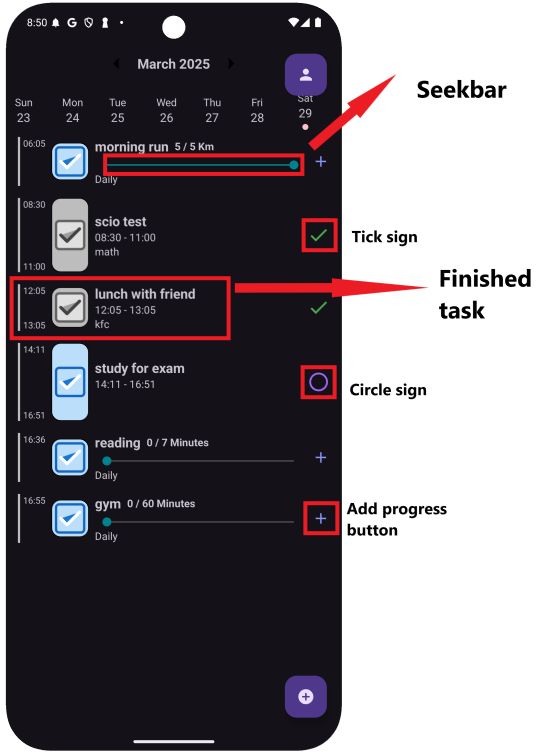 8:50
March 2025
Sun Mon Tue Wed Thu Fri Sat
23 24 25 26 27 28 29
Seekbar
06:05 morning run 5 / 5 Km
Daily
08:30 scio test
08:30 - 11:00
Tick sign
math
11:00
12:05 lunch with friend
12:05 - 13:05
13:05 kfc
Finished
task
14:11 study for exam
14:11 - 16:51
Circle sign
16:51
16:36 reading 0 / 7 Minutes
Daily
16:55 gym 0 / 60 Minutes
Daily
Add progress
button